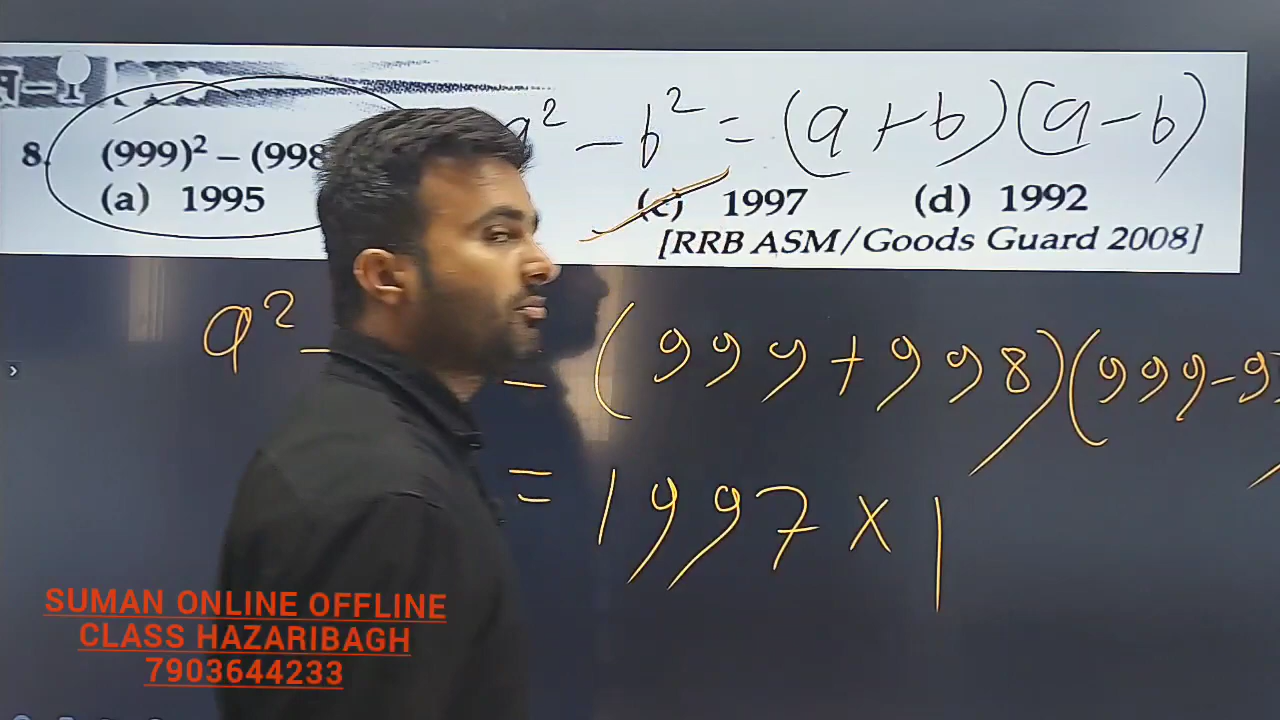 8. (999)² – (998
a² − b² = (a + b)(a − b)
(a) 1995 (c) 1997 (d) 1992
[RRB ASM/Goods Guard 2008]
a² −
= (999 + 998)(999 − 9
= 1997 × 1
SUMAN ONLINE OFFLINE
CLASS HAZARIBAGH
7903644233